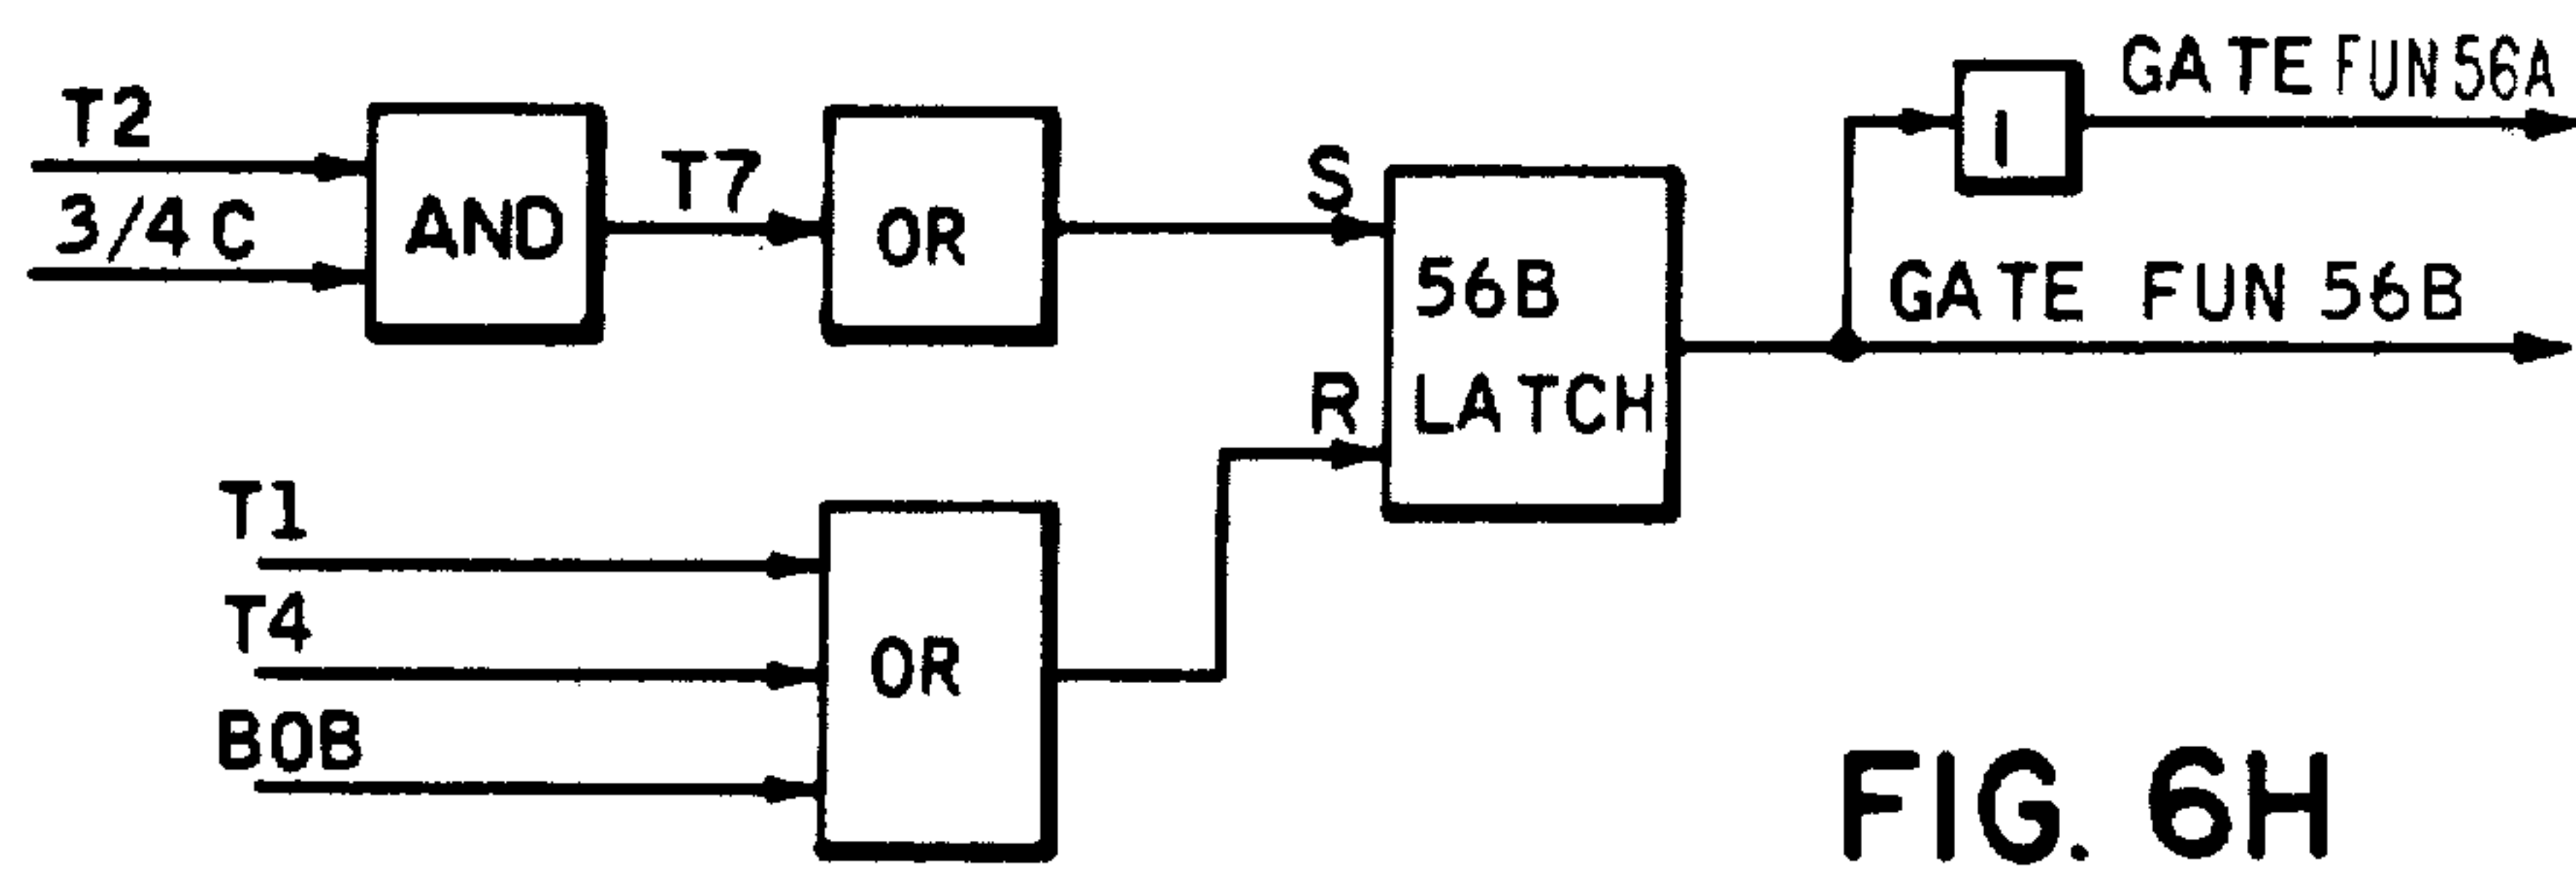 T2
3/4 C
AND
T7
OR
S
R
56B
LATCH
I
GATE FUN 56A
GATE FUN 56B
T1
T4
BOB
OR
FIG. 6H